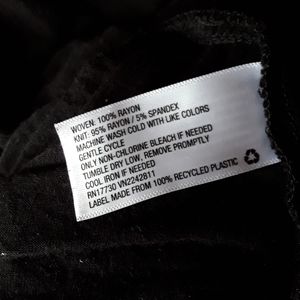 WOVEN: 100% RAYON
KNIT: 95% RAYON / 5% SPANDEX
MACHINE WASH COLD WITH LIKE COLORS
GENTLE CYCLE
ONLY NON-CHLORINE BLEACH IF NEEDED
TUMBLE DRY LOW, REMOVE PROMPTLY
COOL IRON IF NEEDED
RN17730 VN2242811
LABEL MADE FROM 100% RECYCLED PLASTIC